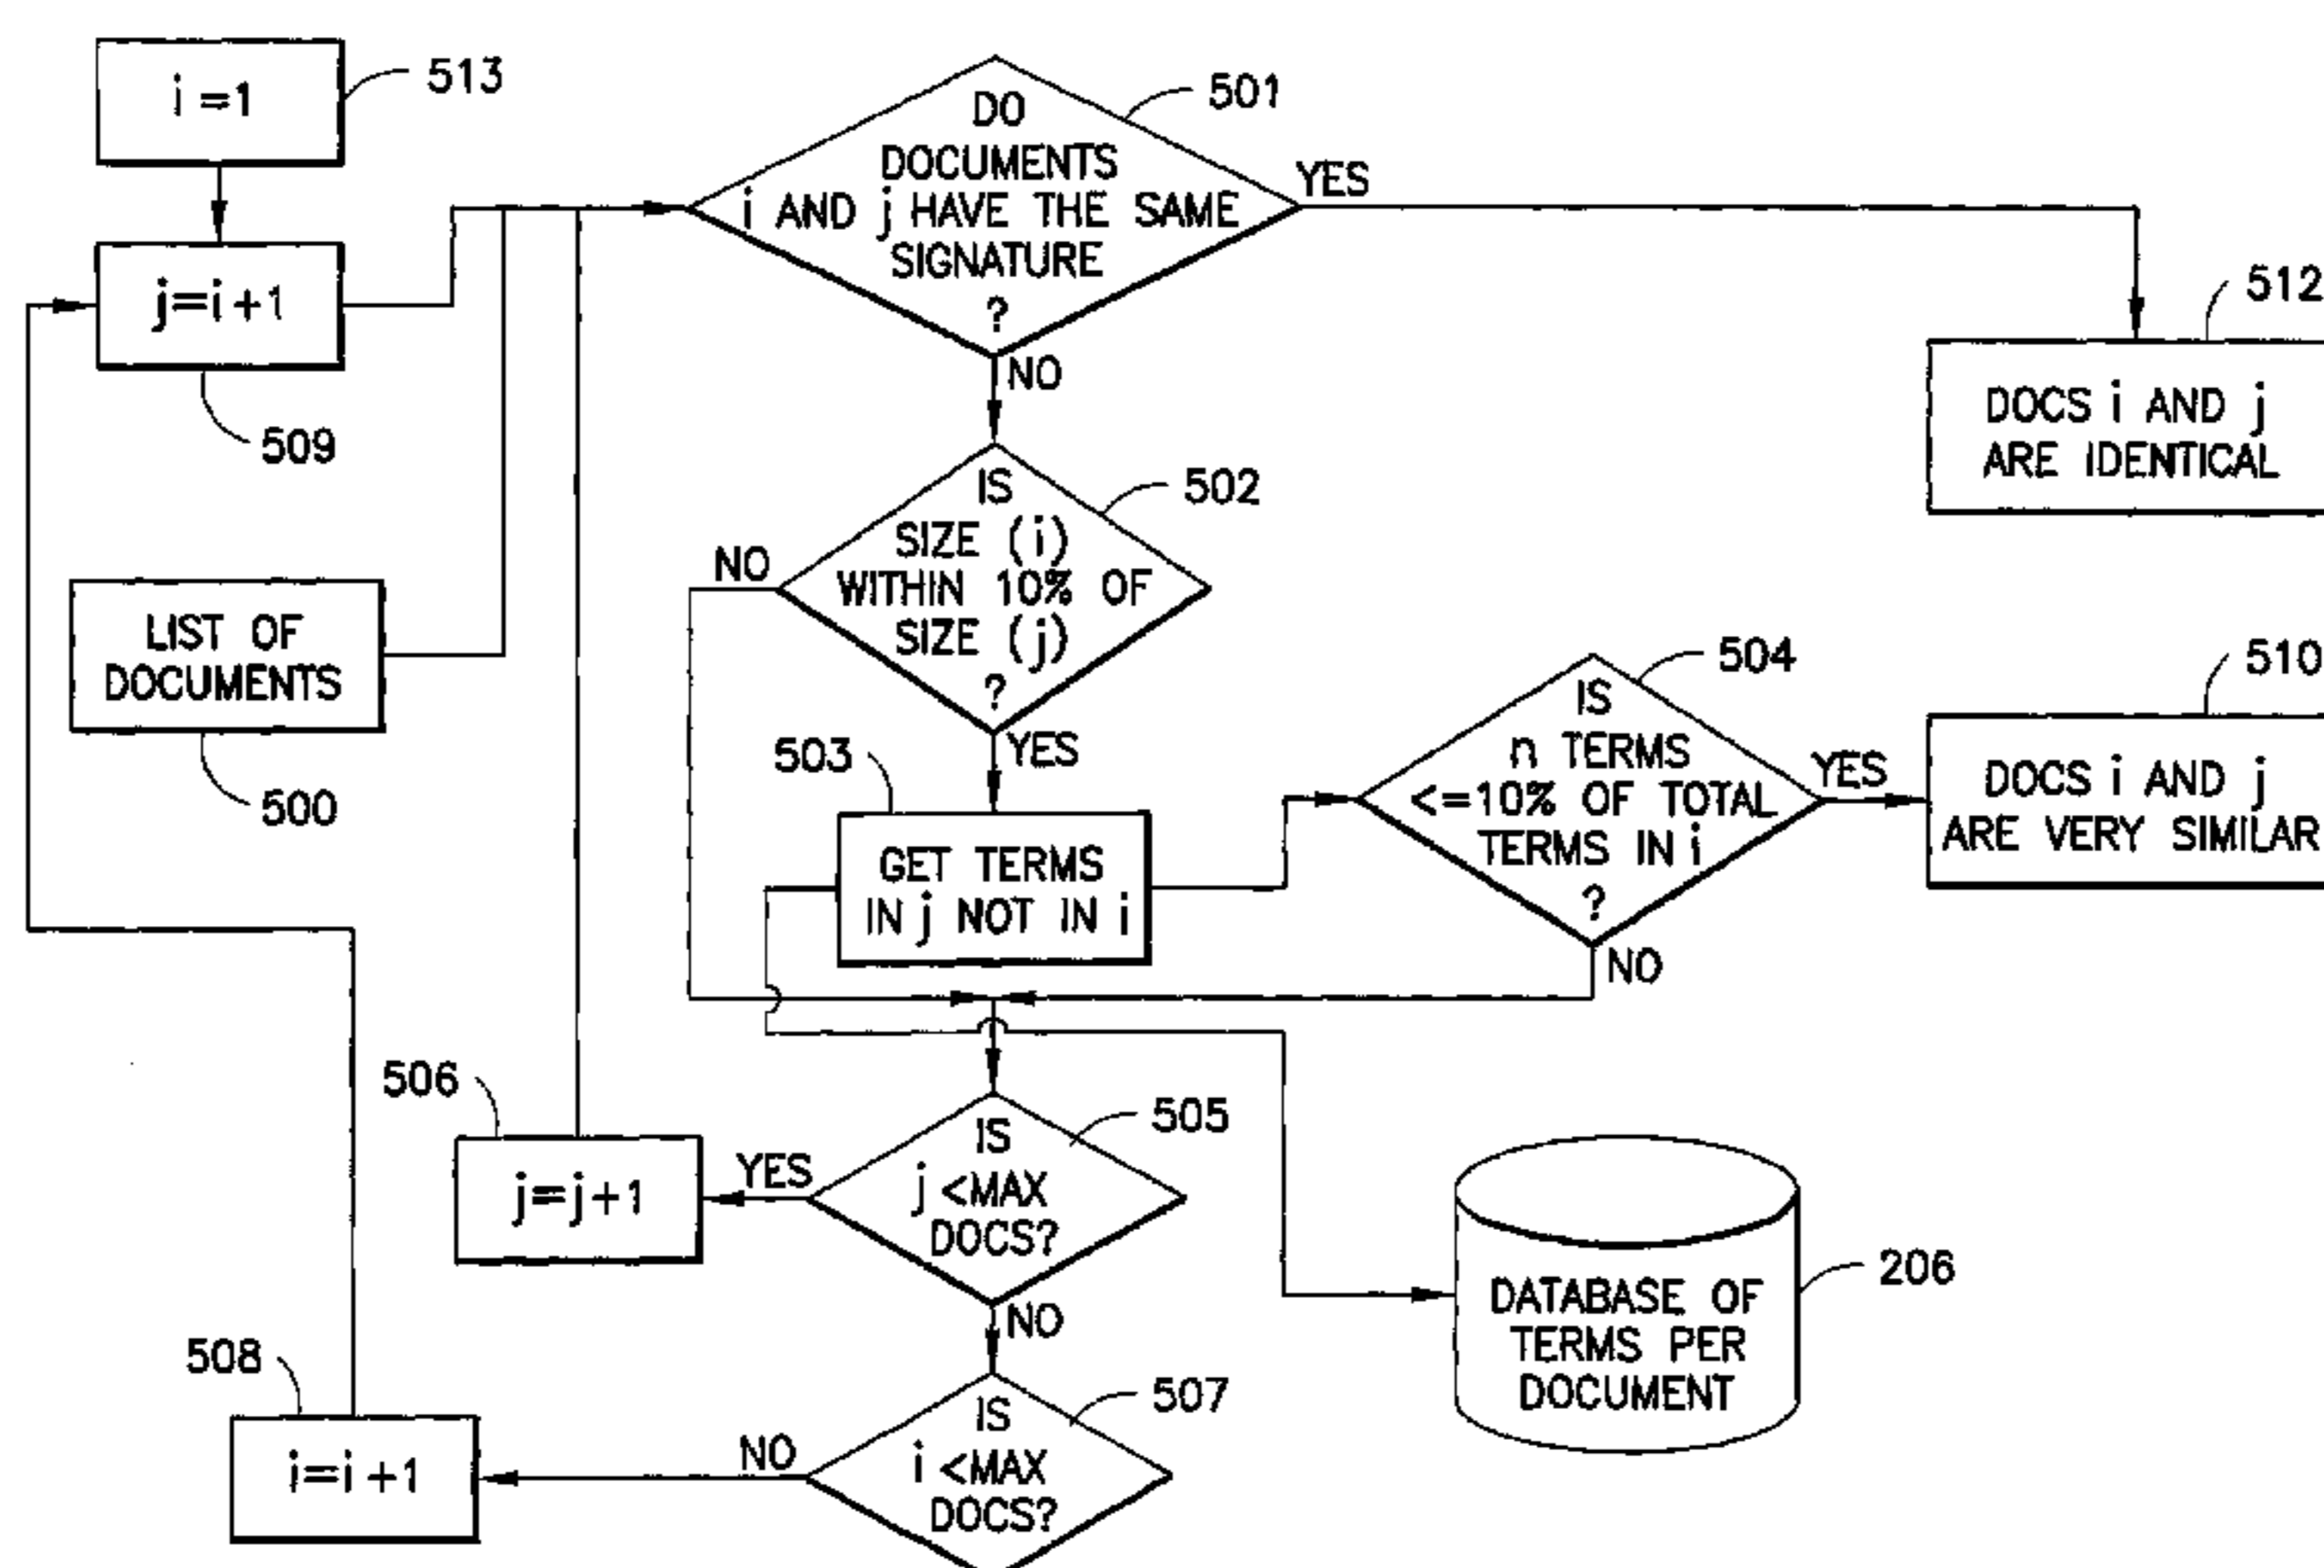 i=1
513
j=i+1
509
LIST OF
DOCUMENTS
500
DO
DOCUMENTS
i AND j HAVE THE SAME
SIGNATURE
?
501
YES
NO
512
DOCS i AND j
ARE IDENTICAL
IS
SIZE (i)
WITHIN 10% OF
SIZE (j)
?
502
NO
YES
503
GET TERMS
IN j NOT IN i
IS
n TERMS
<=10% OF TOTAL
TERMS IN i
?
504
YES
NO
510
DOCS i AND j
ARE VERY SIMILAR
506
j=j+1
YES
IS
j <MAX
DOCS?
505
NO
508
i=i+1
NO
IS
i <MAX
DOCS?
507
DATABASE OF
TERMS PER
DOCUMENT
206